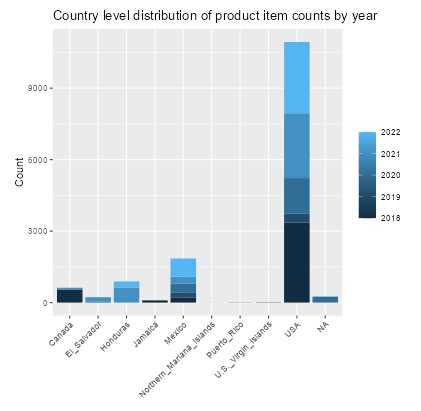 Country level distribution of product item counts by year
Count
9000
6000
3000
0
2022
2021
2020
2019
2018
Canada
El_Salvador
Honduras
Jamaica
Mexico
Northern_Mariana_Islands
Puerto_Rico
U.S._Virgin_Islands
USA
NA